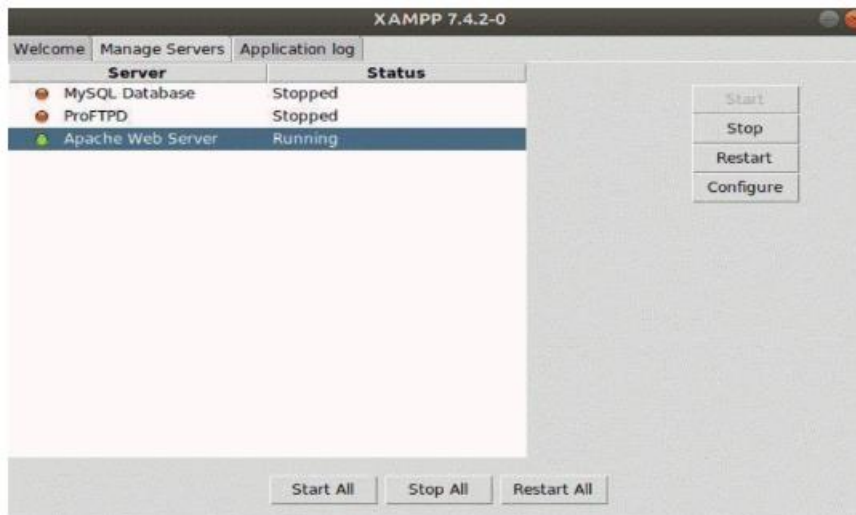 XAMPP 7.4.2-0
Welcome Manage Servers Application log
Server Status
MySQL Database Stopped
ProFTPD Stopped
Apache Web Server Running
Start
Stop
Restart
Configure
Start All Stop All Restart All